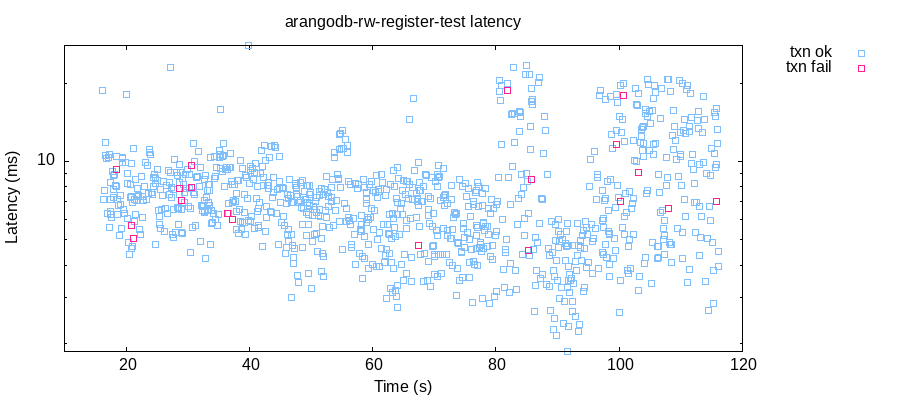 arangodb-rw-register-test latency
txn ok
txn fail
10
Latency (ms)
20 40 60 80 100 120
Time (s)